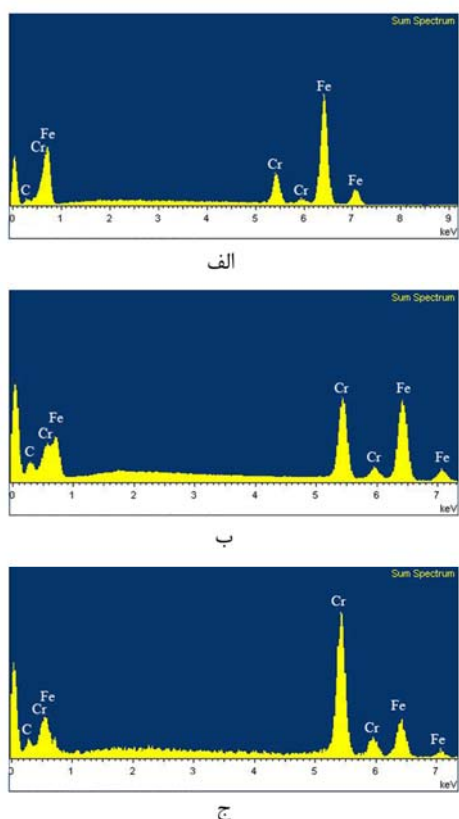 Sum Spectrum
Fe
Fe
Cr
Cr
C
Cr
Fe
0 1 2 3 4 5 6 7 8 9
keV
الف
Sum Spectrum
Cr
Fe
Fe
Cr
C
Cr
Fe
0 1 2 3 4 5 6 7
keV
ب
Sum Spectrum
Cr
Fe
Cr
C
Cr
Fe
Fe
0 1 2 3 4 5 6 7
keV
ج